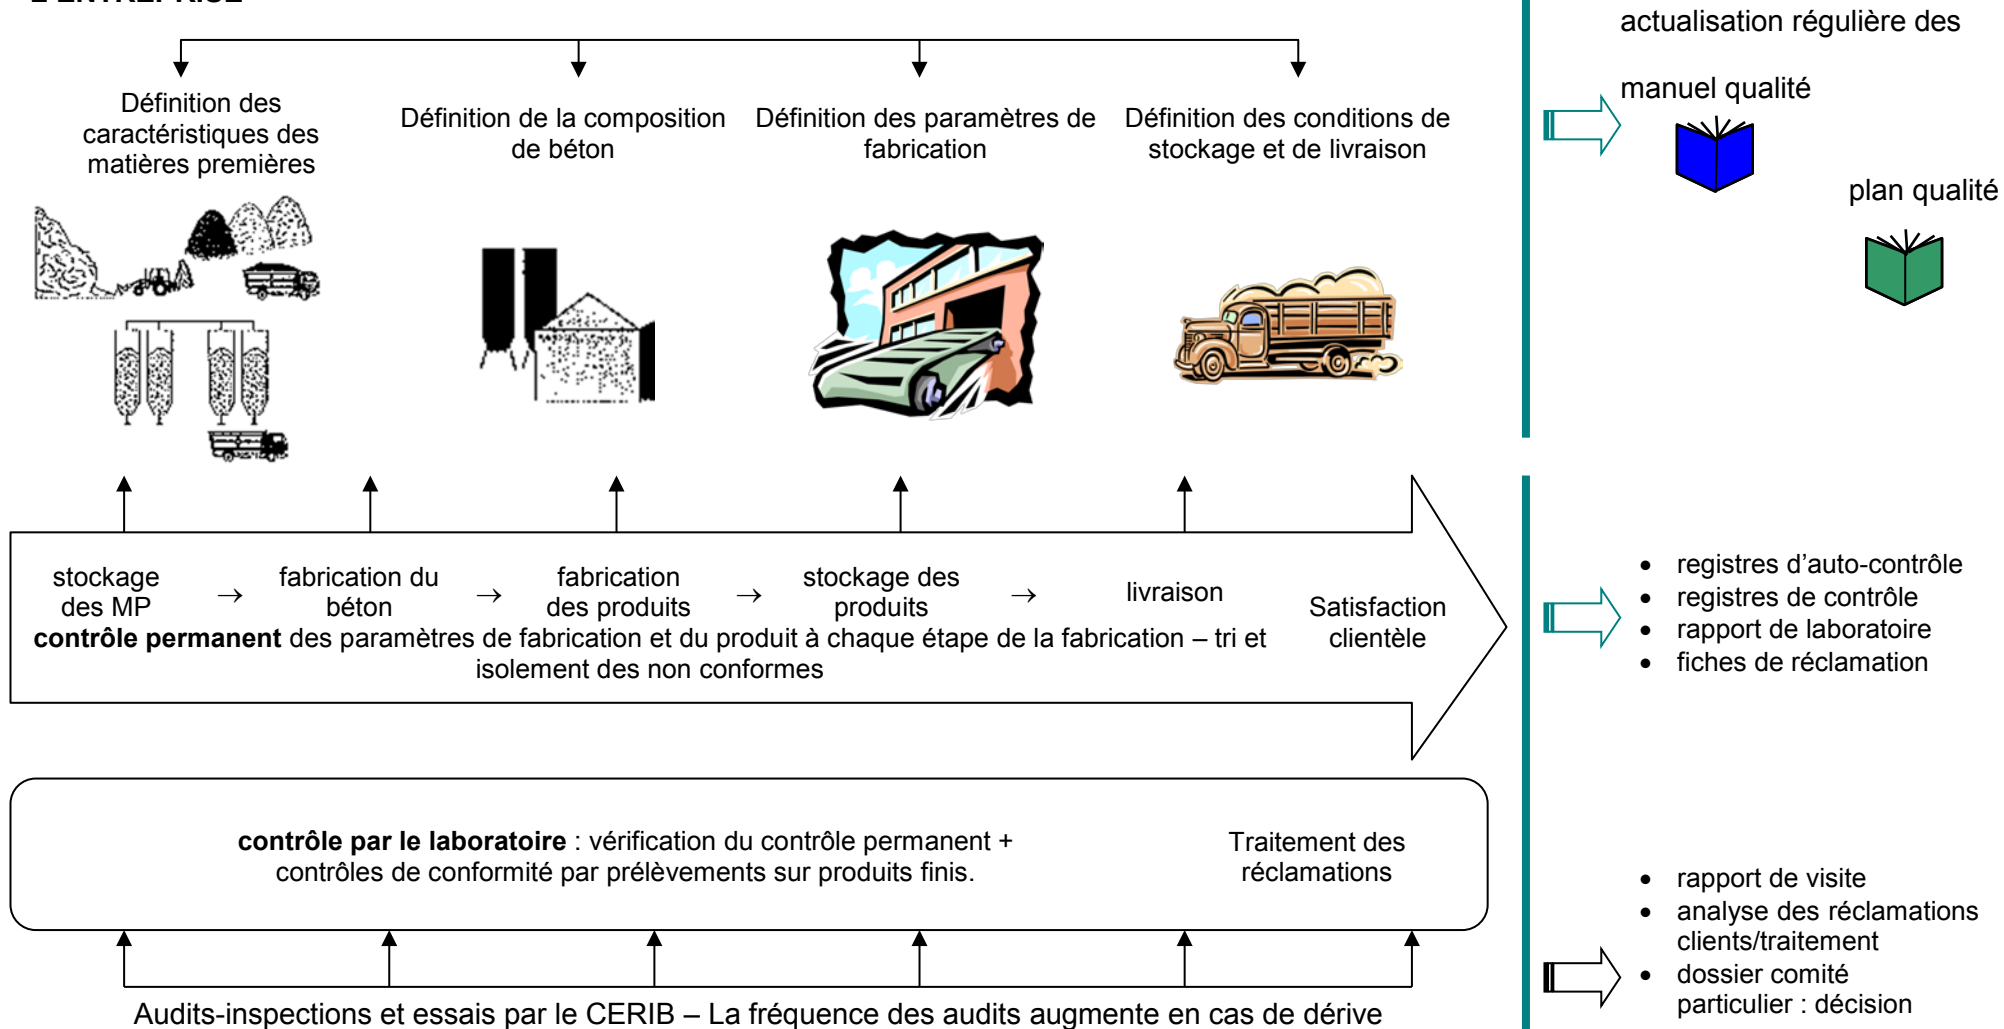 L'ENTREPRISE
Définition des
caractéristiques des
matières premières
Définition de la composition
de béton
Définition des paramètres de
fabrication
Définition des conditions de
stockage et de livraison
actualisation régulière des
manuel qualité
plan qualité
stockage
des MP
→
fabrication du
béton
→
fabrication
des produits
→
stockage des
produits
→
livraison
Satisfaction
clientèle
contrôle permanent des paramètres de fabrication et du produit à chaque étape de la fabrication – tri et
isolement des non conformes
• registres d'auto-contrôle
• registres de contrôle
• rapport de laboratoire
• fiches de réclamation
contrôle par le laboratoire : vérification du contrôle permanent +
contrôles de conformité par prélèvements sur produits finis.
Traitement des
réclamations
• rapport de visite
• analyse des réclamations
clients/traitement
• dossier comité
particulier : décision
Audits-inspections et essais par le CERIB – La fréquence des audits augmente en cas de dérive